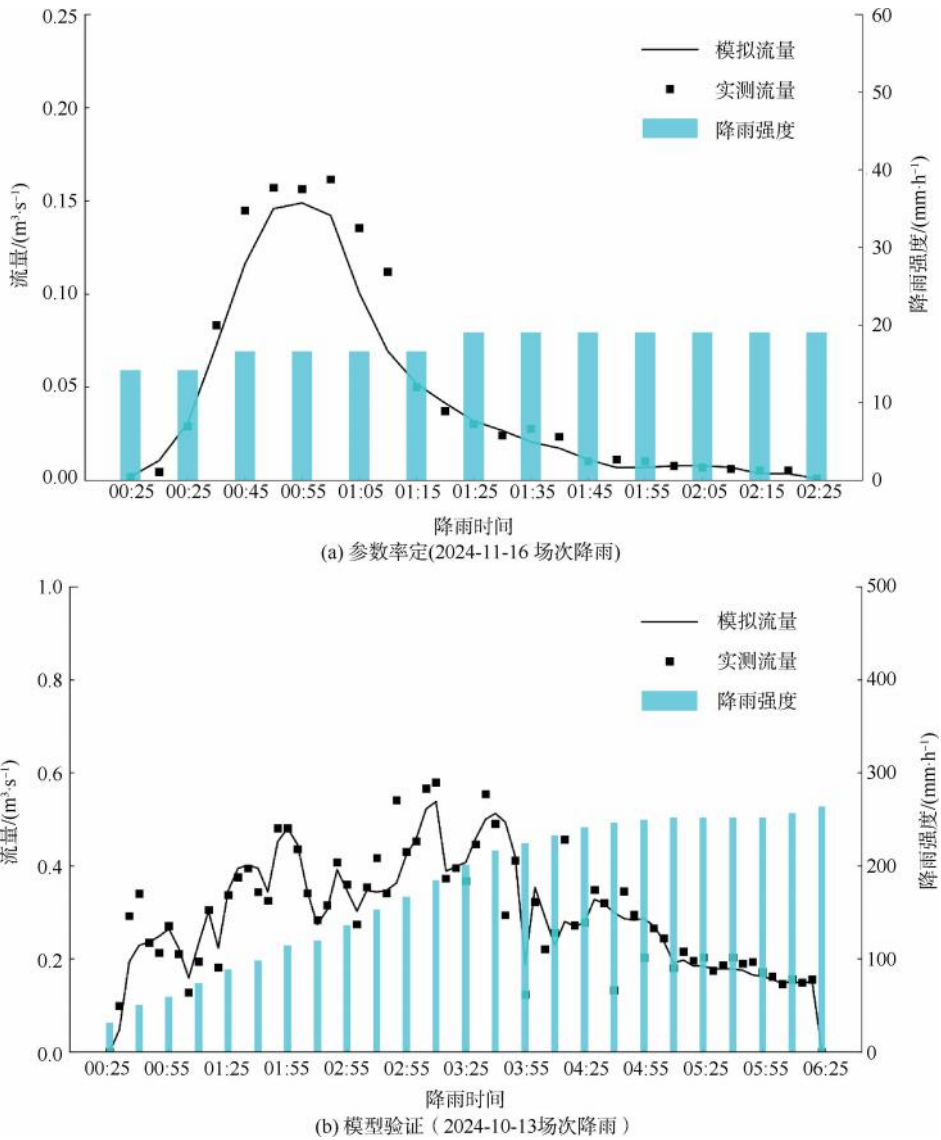 0.25
0.20
0.15
0.10
0.05
0.00
流量/(m³·s⁻¹)
60
50
40
30
20
10
0
降雨强度/(mm·h⁻¹)
模拟流量
实测流量
降雨强度
00:25 00:25 00:45 00:55 01:05 01:15 01:25 01:35 01:45 01:55 02:05 02:15 02:25
降雨时间
(a) 参数率定(2024-11-16 场次降雨)
1.0
0.8
0.6
0.4
0.2
0.0
流量/(m³·s⁻¹)
500
400
300
200
100
0
降雨强度/(mm·h⁻¹)
模拟流量
实测流量
降雨强度
00:25 00:55 01:25 01:55 02:55 02:55 03:25 03:55 04:25 04:55 05:25 05:55 06:25
降雨时间
(b) 模型验证（2024-10-13场次降雨）